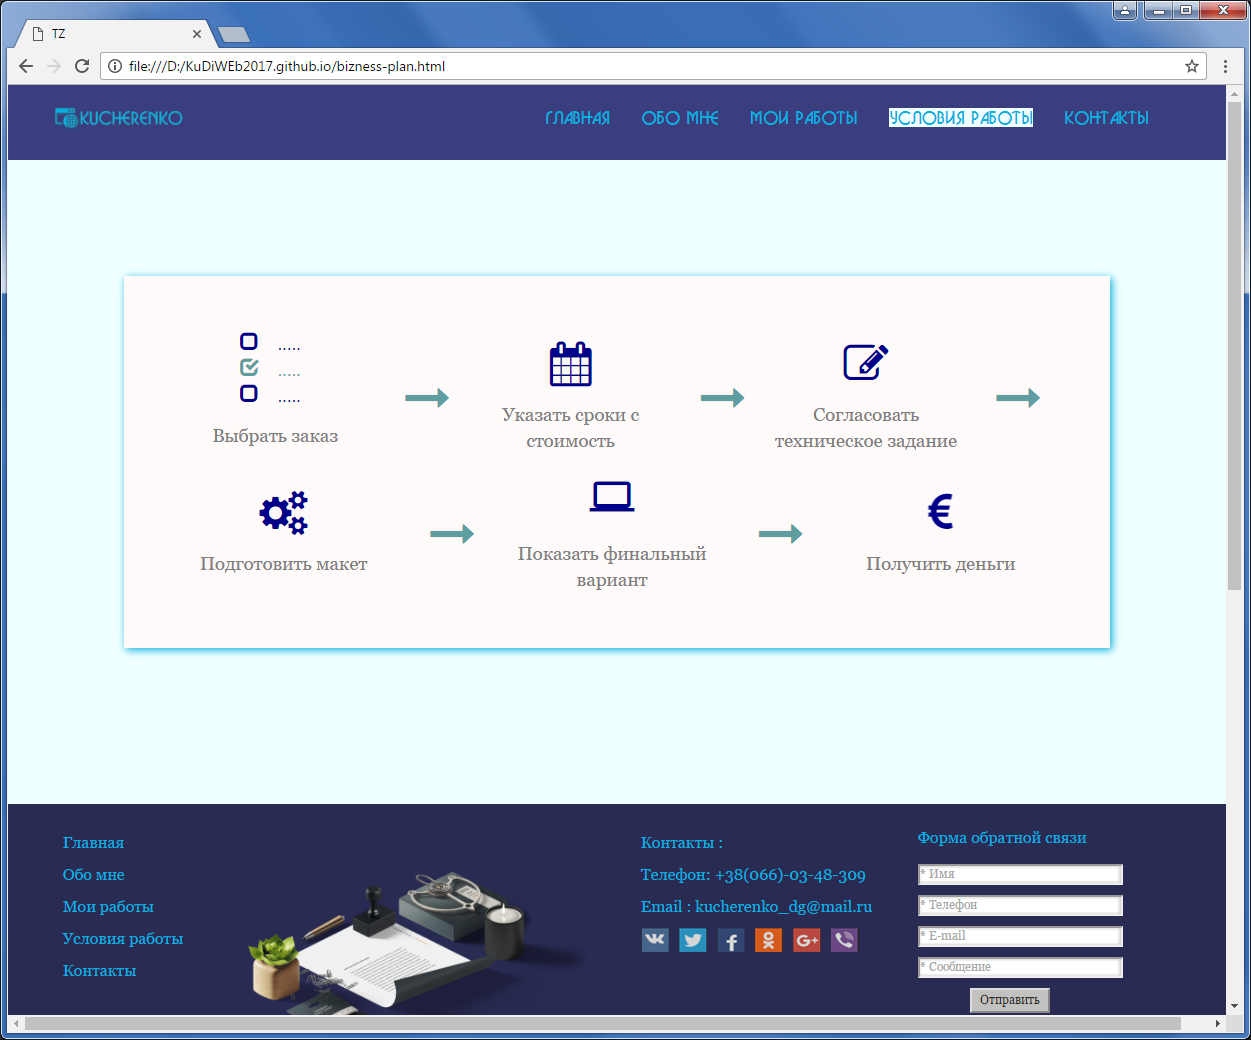 TZ
file:///D:/KuDiWEb2017.github.io/bizness-plan.html
KUCHERENKO
ГЛАВНАЯ
ОБО МНЕ
МОИ РАБОТЫ
УСЛОВИЯ РАБОТЫ
КОНТАКТЫ
.....
.....
.....
Выбрать заказ
Указать сроки с
стоимость
Согласовать
техническое задание
Подготовить макет
Показать финальный
вариант
Получить деньги
Главная
Обо мне
Мои работы
Условия работы
Контакты
Контакты :
Телефон: +38(066)-03-48-309
Email : kucherenko_dg@mail.ru
Форма обратной связи
* Имя
* Телефон
* E-mail
* Сообщение
Отправить